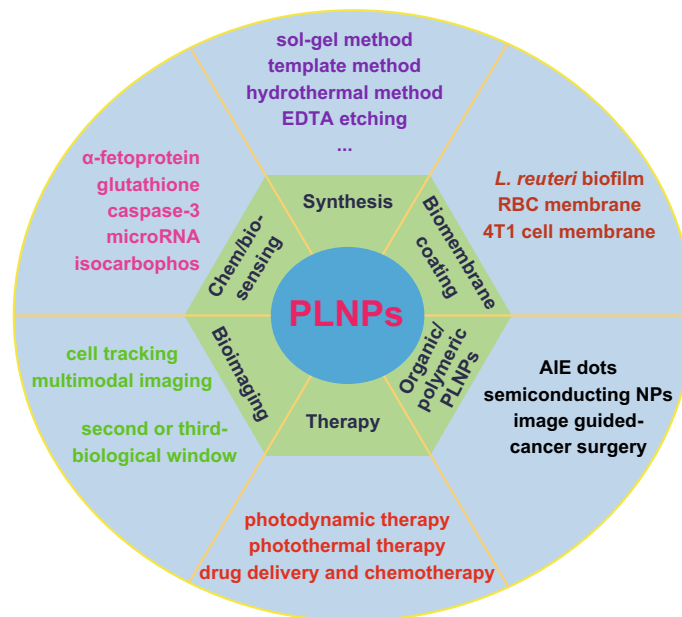 sol-gel method
template method
hydrothermal method
EDTA etching
...
α-fetoprotein
glutathione
caspase-3
microRNA
isocarbophos
L. reuteri biofilm
RBC membrane
4T1 cell membrane
Synthesis
Chem/bio-
sensing
Biomembrane
coating
PLNPs
Bioimaging
Organic/
polymeric
PLNPs
Therapy
cell tracking
multimodal imaging
second or third-
biological window
AIE dots
semiconducting NPs
image guided-
cancer surgery
photodynamic therapy
photothermal therapy
drug delivery and chemotherapy